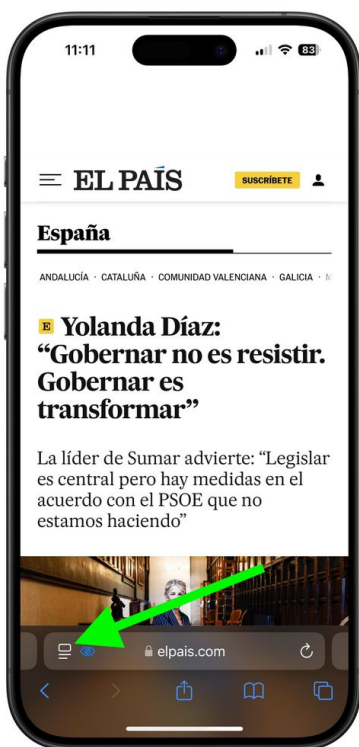 11:11
83
EL PAÍS
SUSCRÍBETE
España
ANDALUCÍA · CATALUÑA · COMUNIDAD VALENCIANA · GALICIA ·
E Yolanda Díaz:
“Gobernar no es resistir.
Gobernar es
transformar”
La líder de Sumar advierte: “Legislar
es central pero hay medidas en el
acuerdo con el PSOE que no
estamos haciendo”
elpais.com